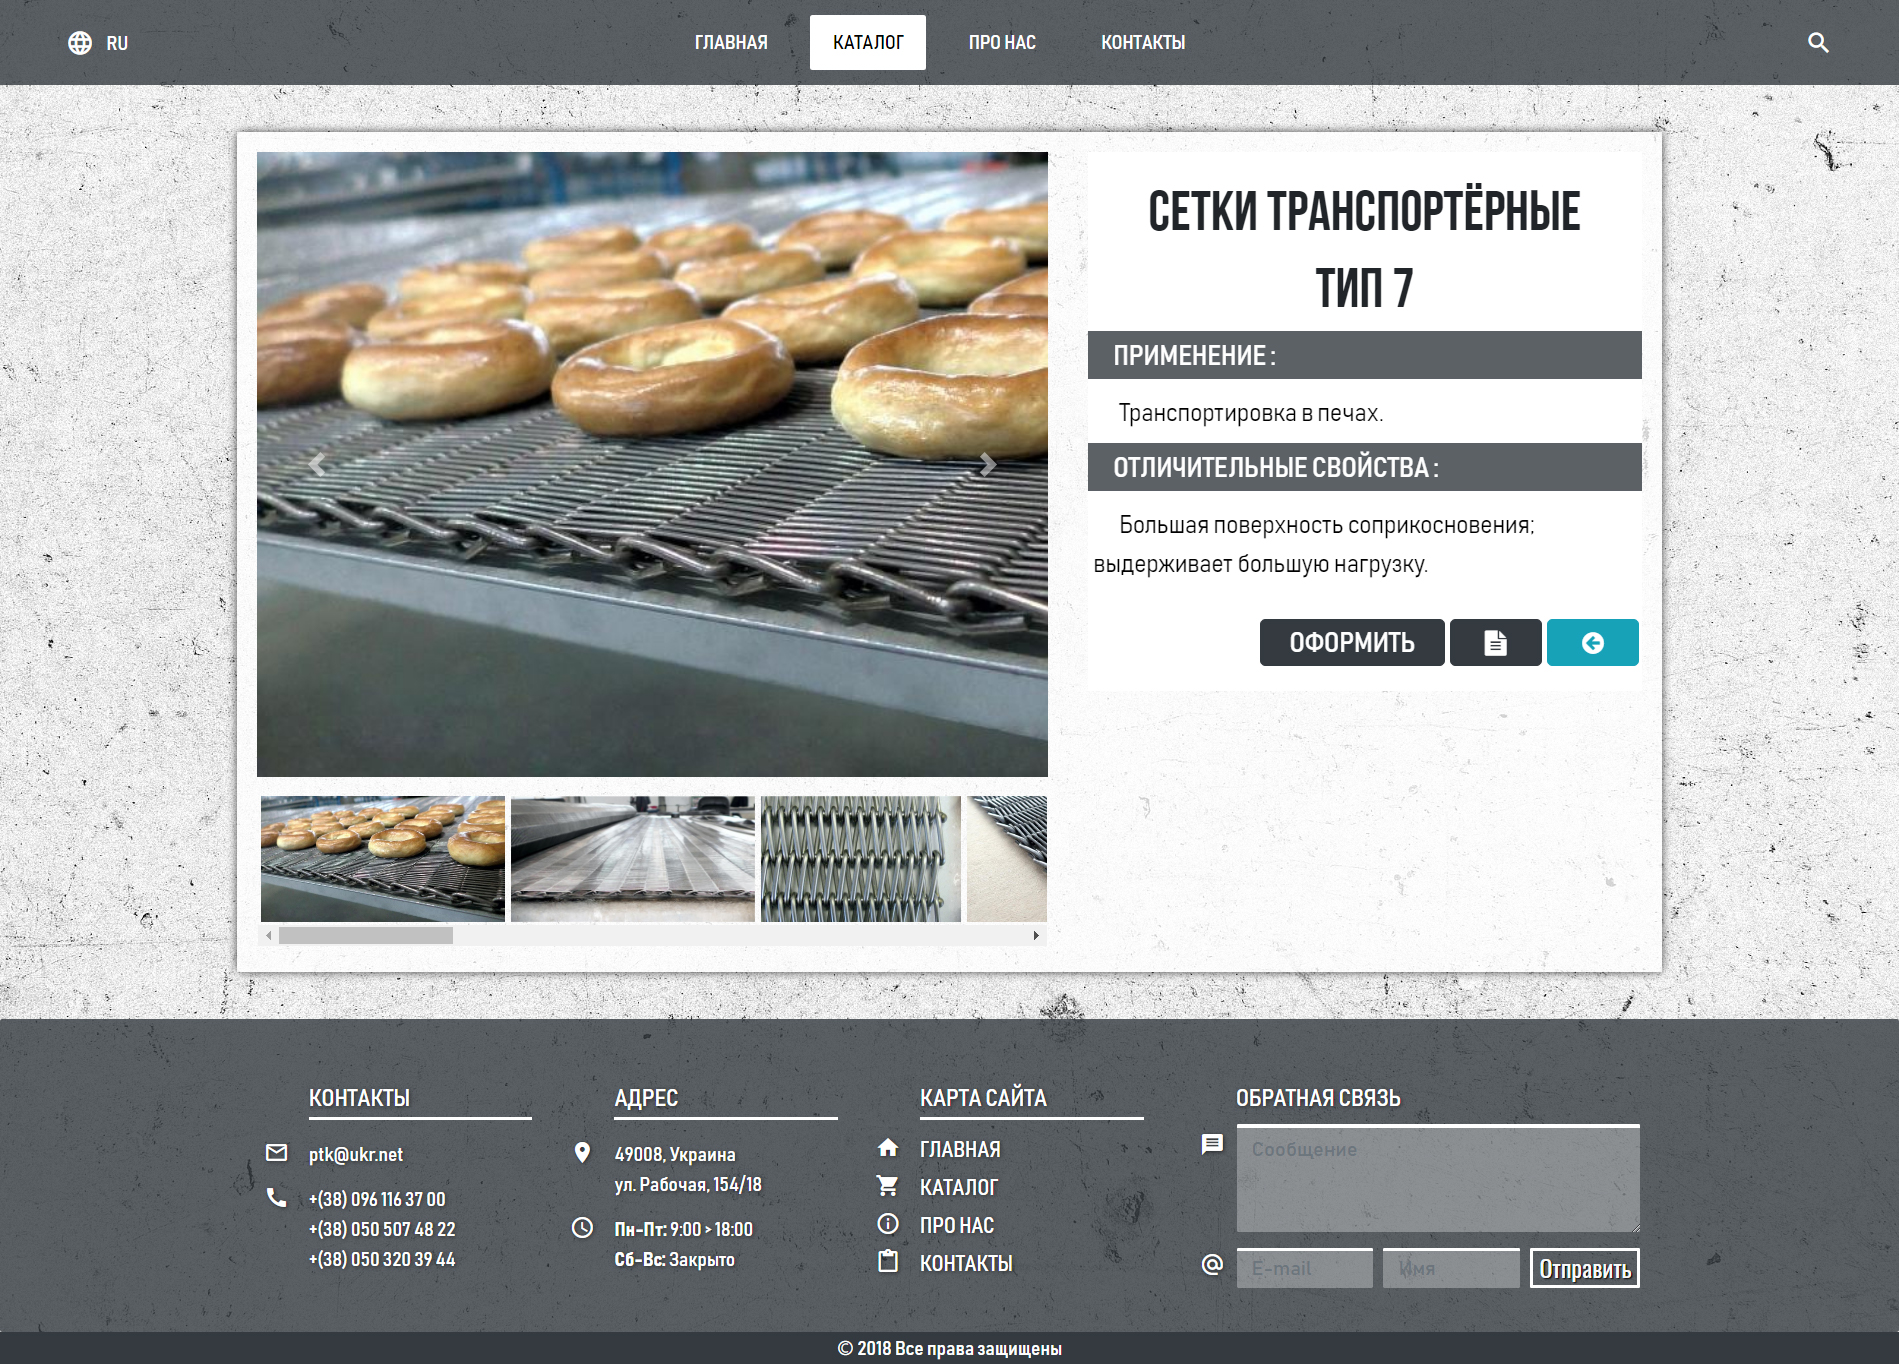 RU
ГЛАВНАЯ
КАТАЛОГ
ПРО НАС
КОНТАКТЫ
СЕТКИ ТРАНСПОРТЁРНЫЕ
ТИП 7
ПРИМЕНЕНИЕ :
Транспортировка в печах.
ОТЛИЧИТЕЛЬНЫЕ СВОЙСТВА :
Большая поверхность соприкосновения;
выдерживает большую нагрузку.
ОФОРМИТЬ
КОНТАКТЫ
ptk@ukr.net
+(38) 096 116 37 00
+(38) 050 507 48 22
+(38) 050 320 39 44
АДРЕС
49008, Украина
ул. Рабочая, 154/18
Пн-Пт: 9:00 > 18:00
Сб-Вс: Закрыто
КАРТА САЙТА
ГЛАВНАЯ
КАТАЛОГ
ПРО НАС
КОНТАКТЫ
ОБРАТНАЯ СВЯЗЬ
Сообщение
E-mail
Имя
Отправить
© 2018 Все права защищены